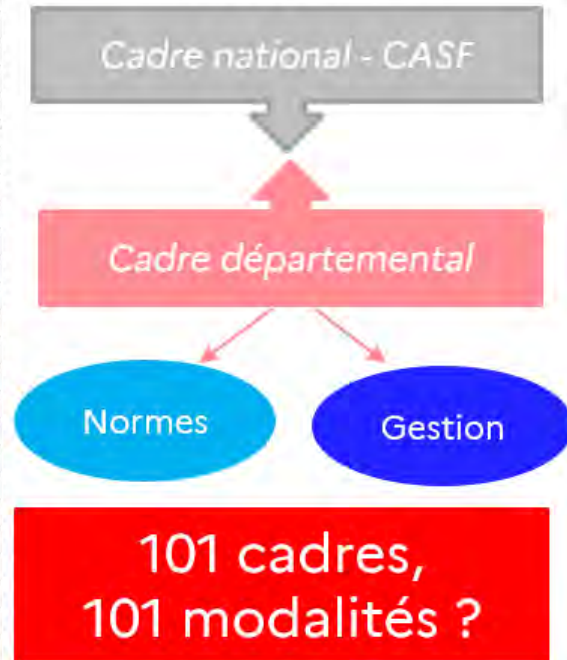 Cadre national - CASF
Cadre départemental
Normes
Gestion
101 cadres,
101 modalités ?